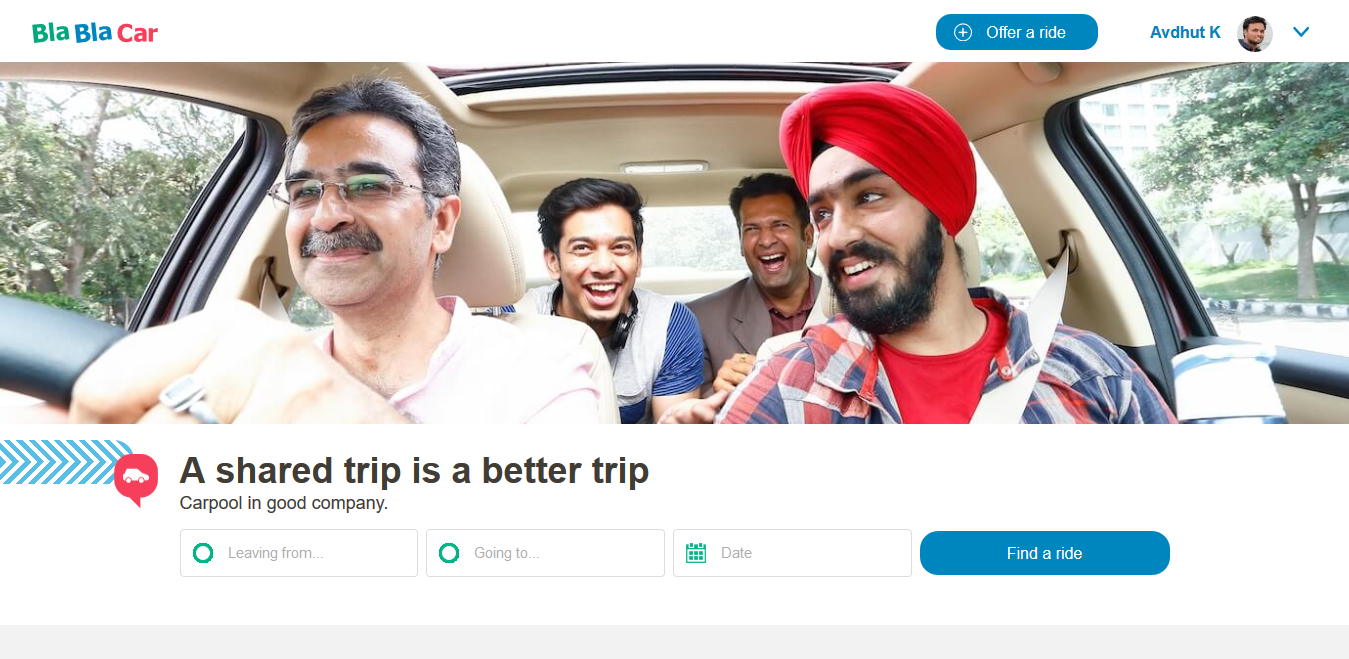 Bla Bla Car
Offer a ride
Avdhut K
A shared trip is a better trip
Carpool in good company.
Leaving from...
Going to...
Date
Find a ride